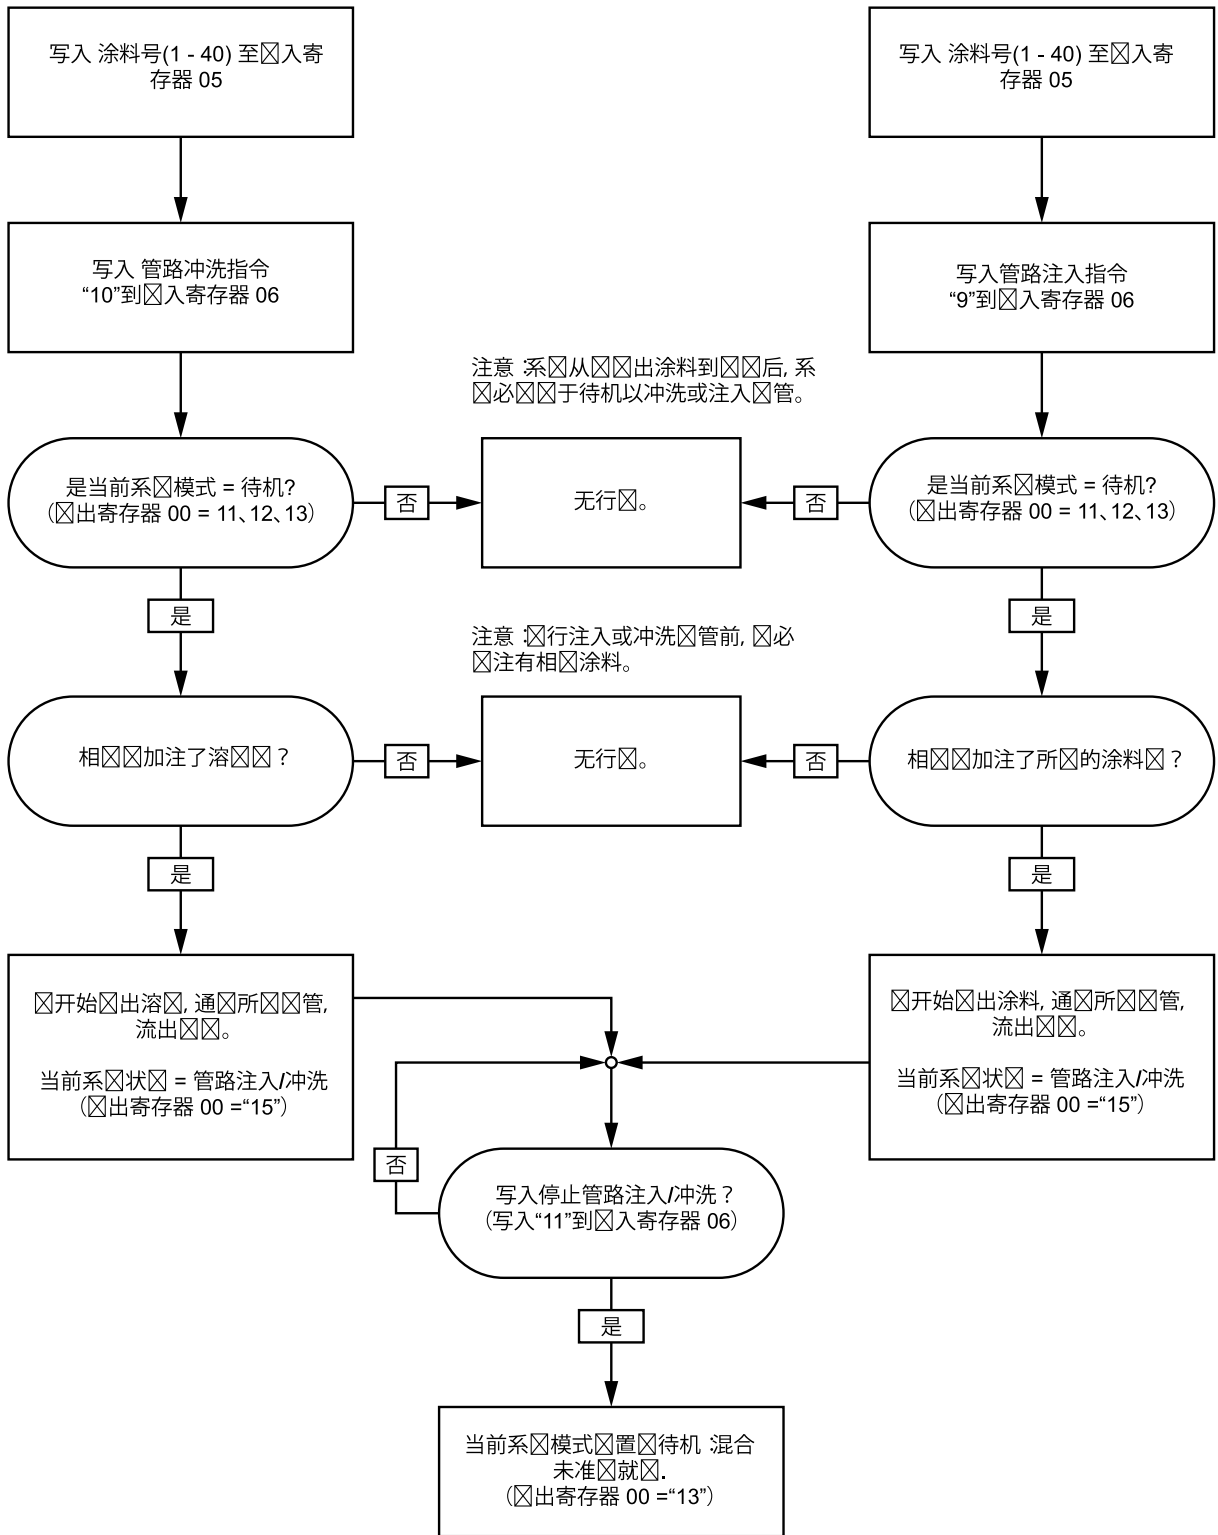 写入 涂料号(1 - 40) 至☒入寄
存器 05
写入 涂料号(1 - 40) 至☒入寄
存器 05
写入 管路冲洗指令
“10”到☒入寄存器 06
写入管路注入指令
“9”到☒入寄存器 06
注意 :系☒从☒☒出涂料到☒☒后, 系
☒必☒☒于待机以冲洗或注入☒管。
是当前系☒模式 = 待机?
(☒出寄存器 00 = 11、12、13)
否
无行☒。
否
是当前系☒模式 = 待机?
(☒出寄存器 00 = 11、12、13)
是
是
注意 :☒行注入或冲洗☒管前, ☒必
☒注有相☒涂料。
相☒☒加注了溶☒☒?
否
无行☒。
否
相☒☒加注了所☒的涂料☒?
是
是
☒开始☒出溶☒, 通☒所☒☒管,
流出☒☒。
当前系☒状☒ = 管路注入/冲洗
(☒出寄存器 00 =“15”)
☒开始☒出涂料, 通☒所☒☒管,
流出☒☒。
当前系☒状☒ = 管路注入/冲洗
(☒出寄存器 00 =“15”)
否
写入停止管路注入/冲洗?
(写入“11”到☒入寄存器 06)
是
当前系☒模式☒置☒待机 :混合
未准☒就☒.
(☒出寄存器 00 =“13”)